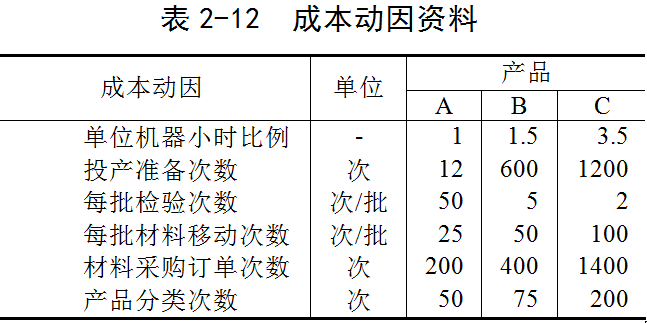 表 2-12 成本动因资料
成本动因 单位 产品
A B C
单位机器小时比例 - 1 1.5 3.5
投产准备次数 次 12 600 1200
每批检验次数 次/批 50 5 2
每批材料移动次数 次/批 25 50 100
材料采购订单次数 次 200 400 1400
产品分类次数 次 50 75 200